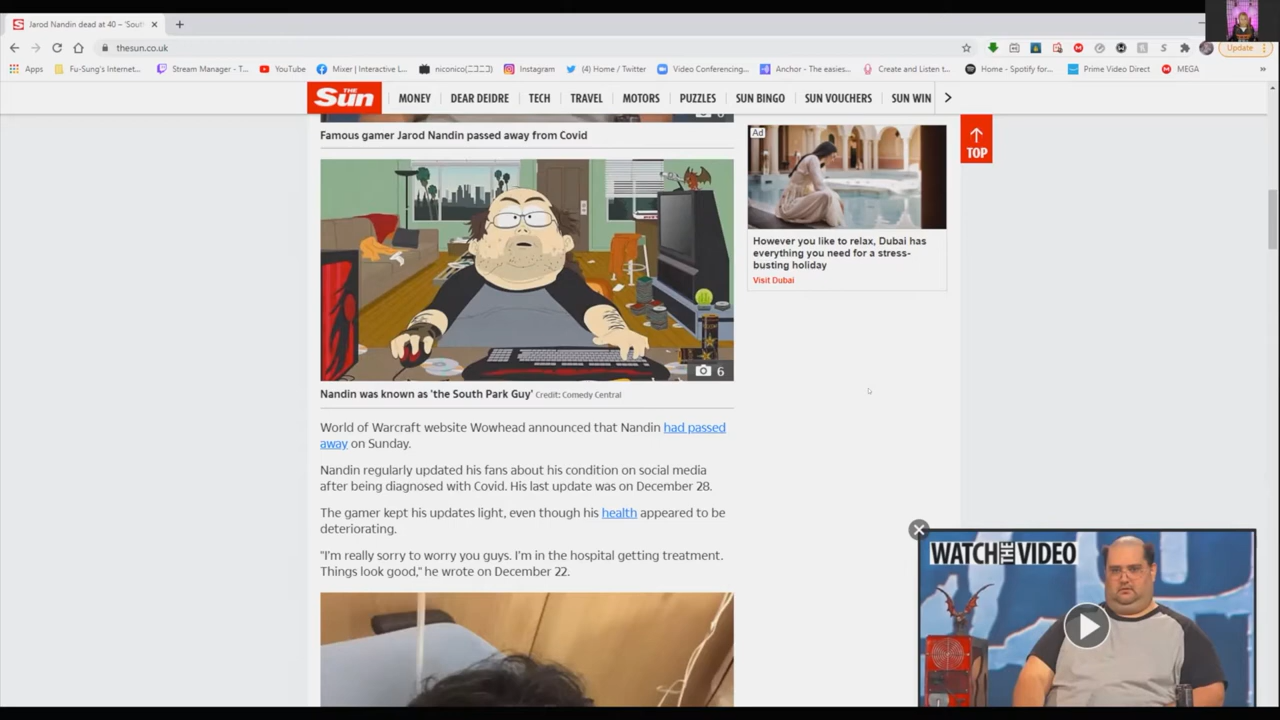 Jarod Nandin dead at 40 – 'Sout
thesun.co.uk
Update
Apps
Fu-Sung's Internet...
Stream Manager - T...
YouTube
Mixer | Interactive L...
niconico(ニコニコ)
Instagram
(4) Home / Twitter
Video Conferencing...
Anchor - The easies...
Create and Listen t...
Home - Spotify for...
Prime Video Direct
MEGA
THE Sun
MONEY
DEAR DEIDRE
TECH
TRAVEL
MOTORS
PUZZLES
SUN BINGO
SUN VOUCHERS
SUN WIN
Famous gamer Jarod Nandin passed away from Covid
6
Nandin was known as 'the South Park Guy' Credit: Comedy Central
World of Warcraft website Wowhead announced that Nandin had passed
away on Sunday.
Nandin regularly updated his fans about his condition on social media
after being diagnosed with Covid. His last update was on December 28.
The gamer kept his updates light, even though his health appeared to be
deteriorating.
"I'm really sorry to worry you guys. I'm in the hospital getting treatment.
Things look good," he wrote on December 22.
Ad
However you like to relax, Dubai has
everything you need for a stress-
busting holiday
Visit Dubai
TOP
WATCH THE VIDEO